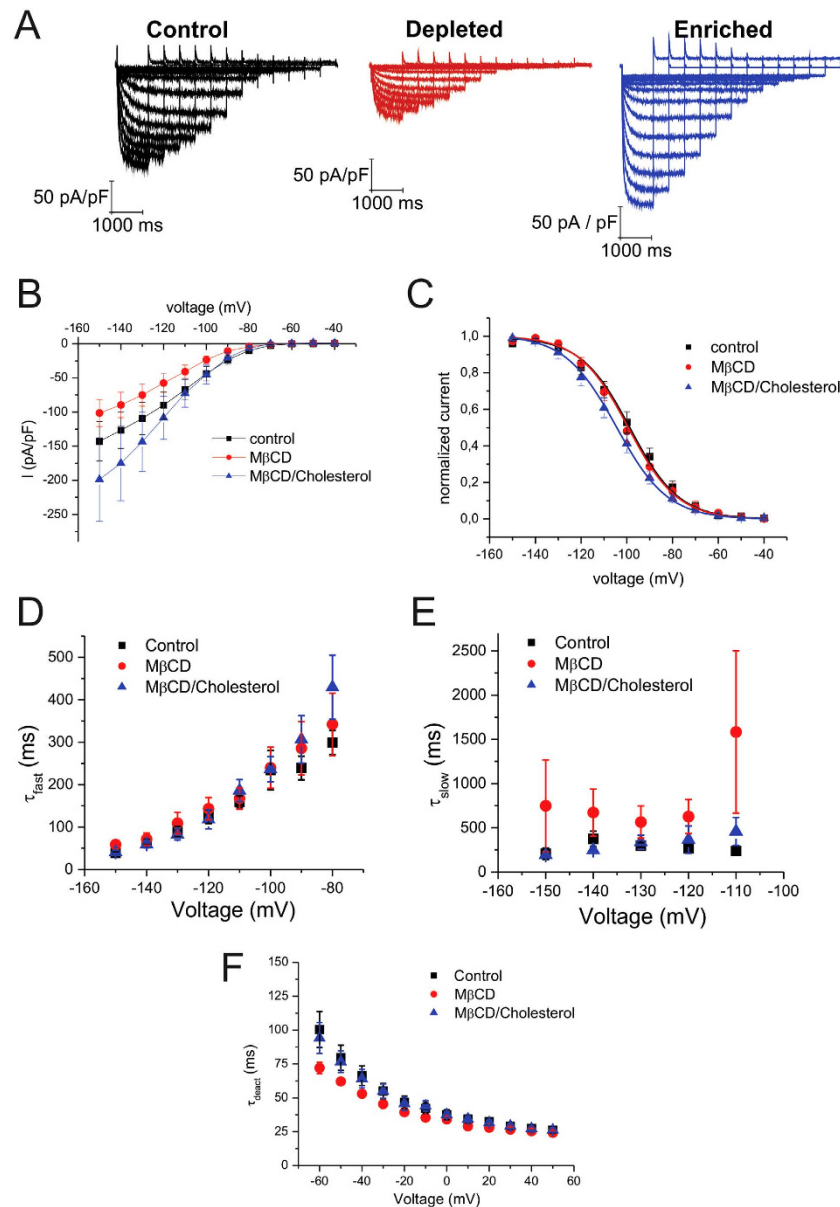 A
Control
Depleted
Enriched
50 pA/pF
1000 ms
50 pA/pF
1000 ms
50 pA / pF
1000 ms
B
voltage (mV)
-160 -140 -120 -100 -80 -60 -40
0
-50
-100
-150
-200
-250
I (pA/pF)
control
MβCD
MβCD/Cholesterol
C
1,0
0,8
0,6
0,4
0,2
0,0
normalized current
control
MβCD
MβCD/Cholesterol
-160 -140 -120 -100 -80 -60 -40
voltage (mV)
D
500
400
300
200
100
0
τfast (ms)
Control
MβCD
MβCD/Cholesterol
-160 -140 -120 -100 -80
Voltage (mV)
E
2500
2000
1500
1000
500
0
τslow (ms)
Control
MβCD
MβCD/Cholesterol
-160 -150 -140 -130 -120 -110 -100
Voltage (mV)
F
150
125
100
75
50
25
0
τdeact (ms)
Control
MβCD
MβCD/Cholesterol
-60 -40 -20 0 20 40 60
Voltage (mV)